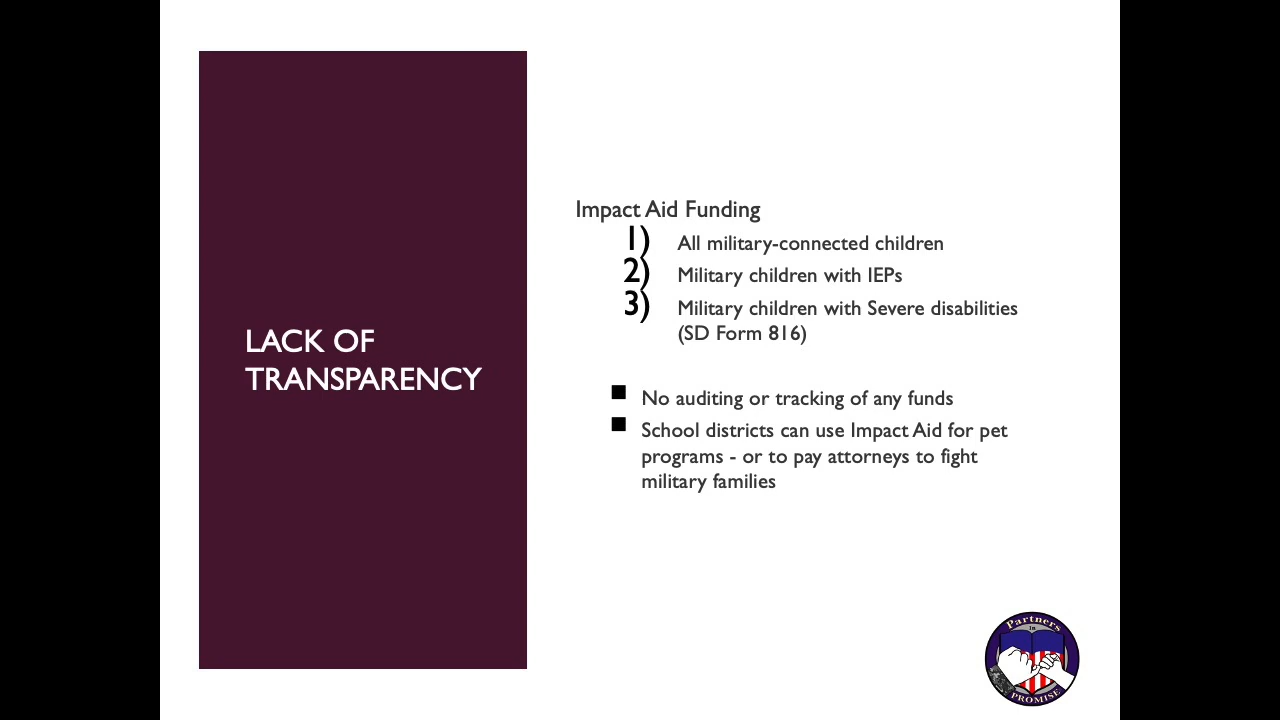 LACK OF
TRANSPARENCY
Impact Aid Funding
1) All military-connected children
2) Military children with IEPs
3) Military children with Severe disabilities
(SD Form 816)
■ No auditing or tracking of any funds
■ School districts can use Impact Aid for pet
programs - or to pay attorneys to fight
military families
Partners
In
PROMISE